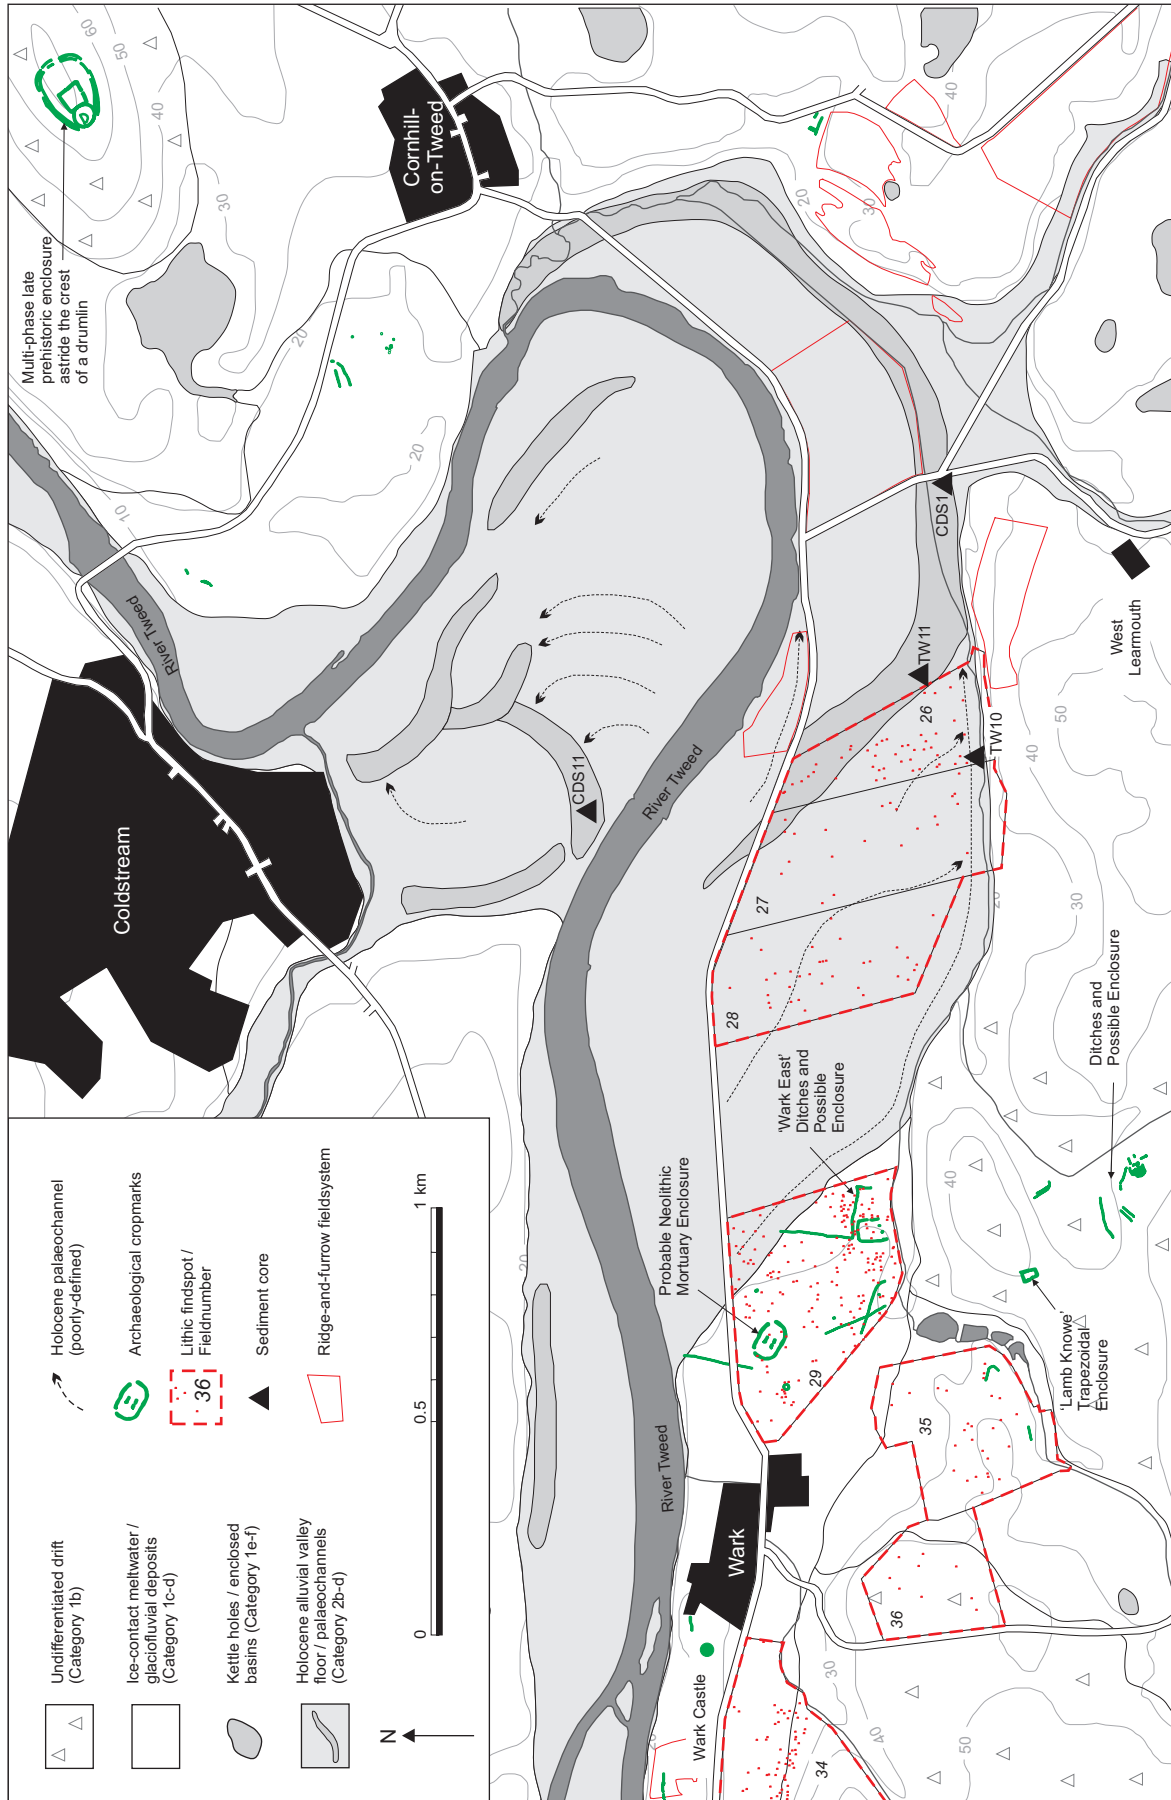 Multi-phase late
prehistoric enclosure
astride the crest
of a drumlin
60
50
40
30
20
20
10
20
40
30
20
Cornhill-
on-Tweed
Coldstream
River Tweed
River Tweed
River Tweed
CDS11
CDS1
TW11
TW10
26
27
28
29
34
35
36
West
Learmouth
50
40
30
20
40
30
40
50
20
20
'Wark East'
Ditches and
Possible
Enclosure
Probable Neolithic
Mortuary Enclosure
Ditches and
Possible Enclosure
'Lamb Knowe'
Trapezoidal
Enclosure
Wark
Wark Castle
Undifferentiated drift
(Category 1b)
Ice-contact meltwater /
glaciofluvial deposits
(Category 1c-d)
Kettle holes / enclosed
basins (Category 1e-f)
Holocene alluvial valley
floor / palaeochannels
(Category 2b-d)
Holocene palaeochannel
(poorly-defined)
Archaeological cropmarks
36
Lithic findspot /
Fieldnumber
Sediment core
Ridge-and-furrow fieldsystem
N
0
0.5
1 km